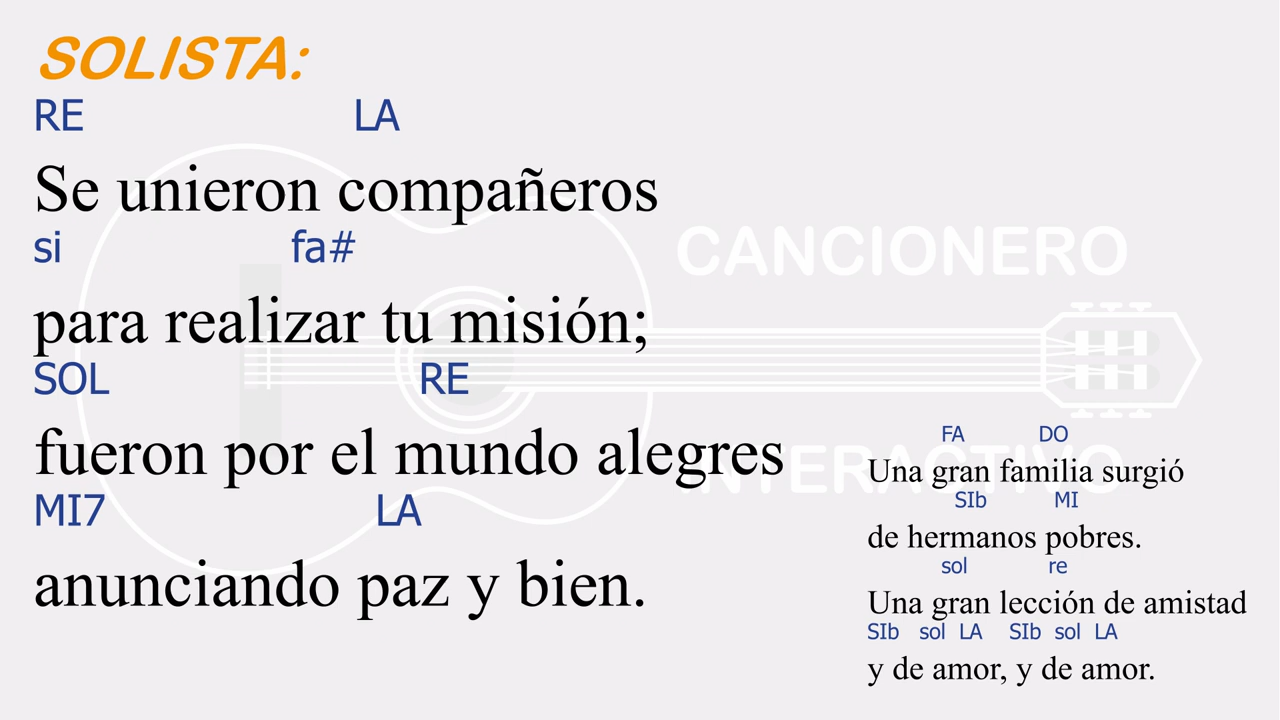 SOLISTA:
RE LA
Se unieron compañeros
si fa#
para realizar tu misión;
SOL RE
fueron por el mundo alegres
MI7 LA
anunciando paz y bien.
CANCIONERO
INTERACTIVO
FA DO
Una gran familia surgió
SIb MI
de hermanos pobres.
sol re
Una gran lección de amistad
SIb sol LA SIb sol LA
y de amor, y de amor.